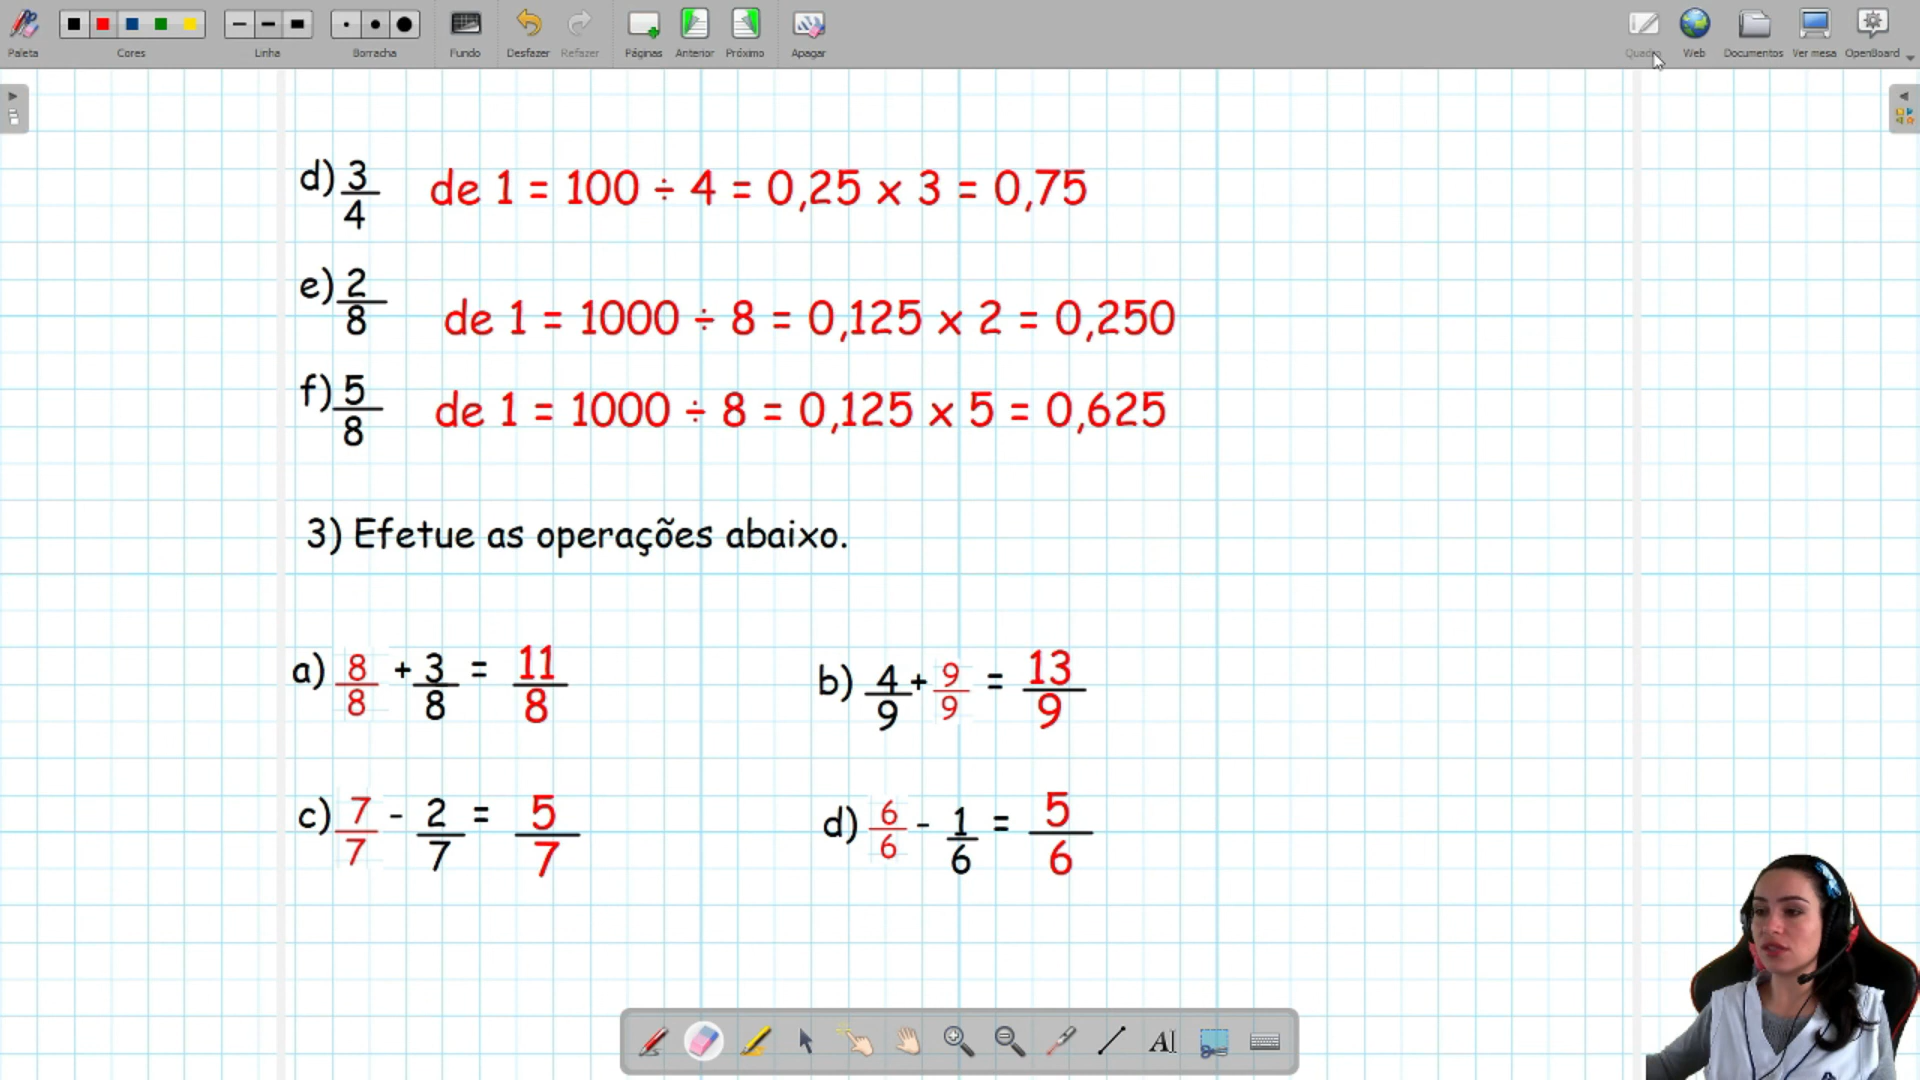 Paleta Cores Linha Borracha Fundo Desfazer Refazer Páginas Anterior Próximo Apagar Quadro Web Documentos Ver mesa OpenBoard
d) 3/4 de 1 = 100 ÷ 4 = 0,25 x 3 = 0,75
e) 2/8 de 1 = 1000 ÷ 8 = 0,125 x 2 = 0,250
f) 5/8 de 1 = 1000 ÷ 8 = 0,125 x 5 = 0,625
3) Efetue as operações abaixo.
a) 8/8 + 3/8 = 11/8
b) 4/9 + 9/9 = 13/9
c) 7/7 - 2/7 = 5/7
d) 6/6 - 1/6 = 5/6
AI